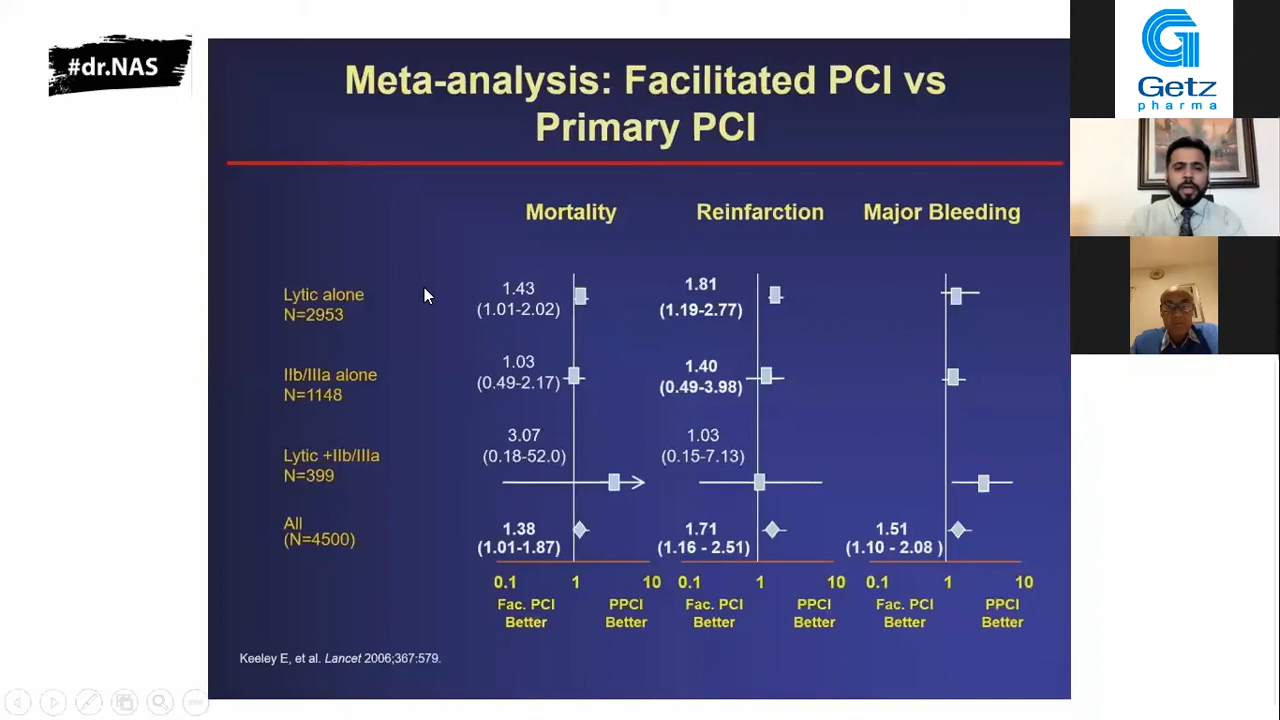 #dr.NAS
Getz
pharma
Meta-analysis: Facilitated PCI vs
Primary PCI
Mortality
Reinfarction
Major Bleeding
Lytic alone
N=2953
1.43
(1.01-2.02)
1.81
(1.19-2.77)
IIb/IIIa alone
N=1148
1.03
(0.49-2.17)
1.40
(0.49-3.98)
Lytic +IIb/IIIa
N=399
3.07
(0.18-52.0)
1.03
(0.15-7.13)
All
(N=4500)
1.38
(1.01-1.87)
1.71
(1.16 - 2.51)
1.51
(1.10 - 2.08 )
0.1 1 10 0.1 1 10 0.1 1 10
Fac. PCI
Better
PPCI
Better
Fac. PCI
Better
PPCI
Better
Fac. PCI
Better
PPCI
Better
Keeley E, et al. Lancet 2006;367:579.